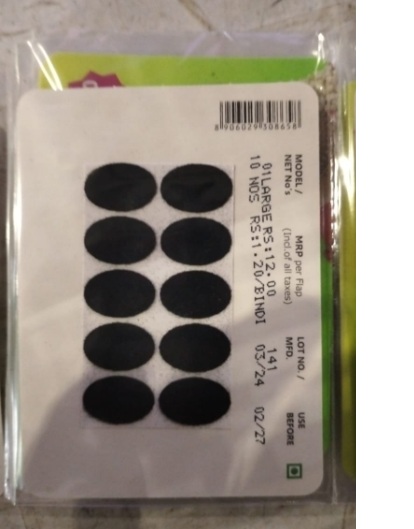 8906029308658
MODEL / NET No's
MRP per Flap (Incl.of all taxes)
LOT NO. / MFD.
USE BEFORE
01LARGE RS:12.00 141
10 NOS RS:1.20/BINDI 03/24 02/27